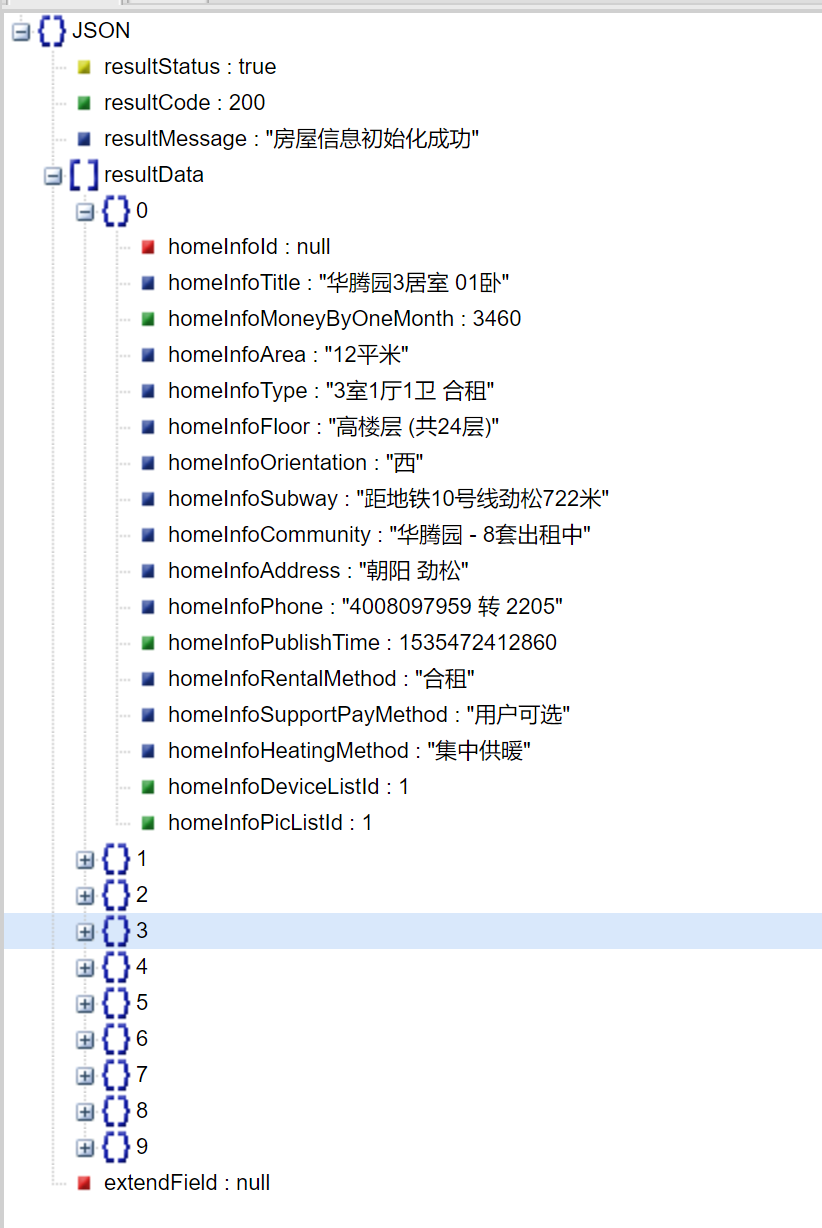 JSON
resultStatus : true
resultCode : 200
resultMessage : "房屋信息初始化成功"
resultData
0
homeInfoId : null
homeInfoTitle : "华腾园3居室 01卧"
homeInfoMoneyByOneMonth : 3460
homeInfoArea : "12平米"
homeInfoType : "3室1厅1卫 合租"
homeInfoFloor : "高楼层 (共24层)"
homeInfoOrientation : "西"
homeInfoSubway : "距地铁10号线劲松722米"
homeInfoCommunity : "华腾园 - 8套出租中"
homeInfoAddress : "朝阳 劲松"
homeInfoPhone : "4008097959 转 2205"
homeInfoPublishTime : 1535472412860
homeInfoRentalMethod : "合租"
homeInfoSupportPayMethod : "用户可选"
homeInfoHeatingMethod : "集中供暖"
homeInfoDeviceListId : 1
homeInfoPicListId : 1
1
2
3
4
5
6
7
8
9
extendField : null